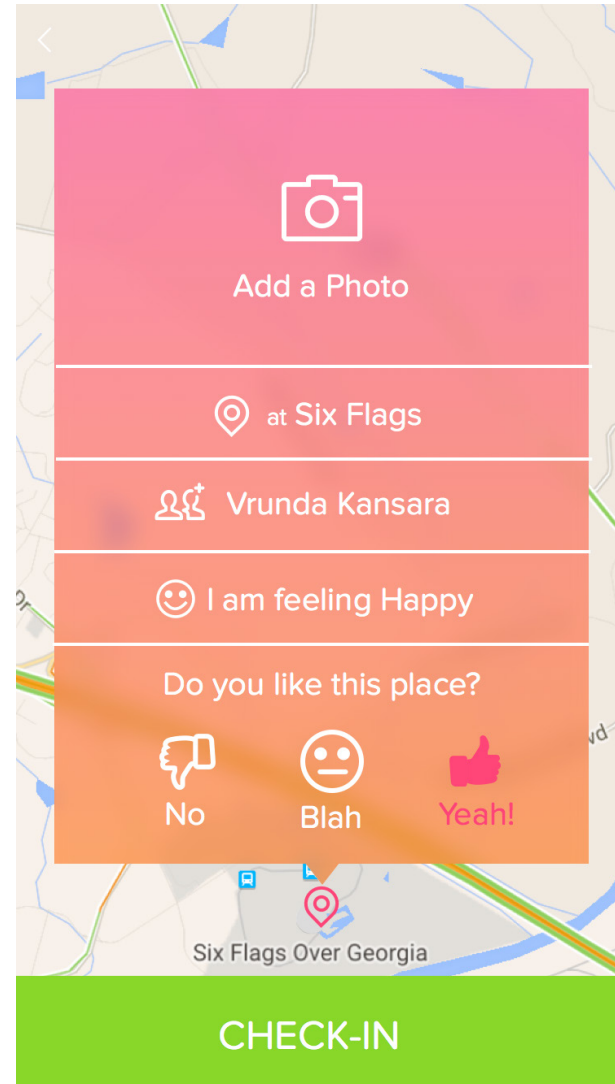 Add a Photo
at Six Flags
Vrunda Kansara
I am feeling Happy
Do you like this place?
No
Blah
Yeah!
Six Flags Over Georgia
CHECK-IN